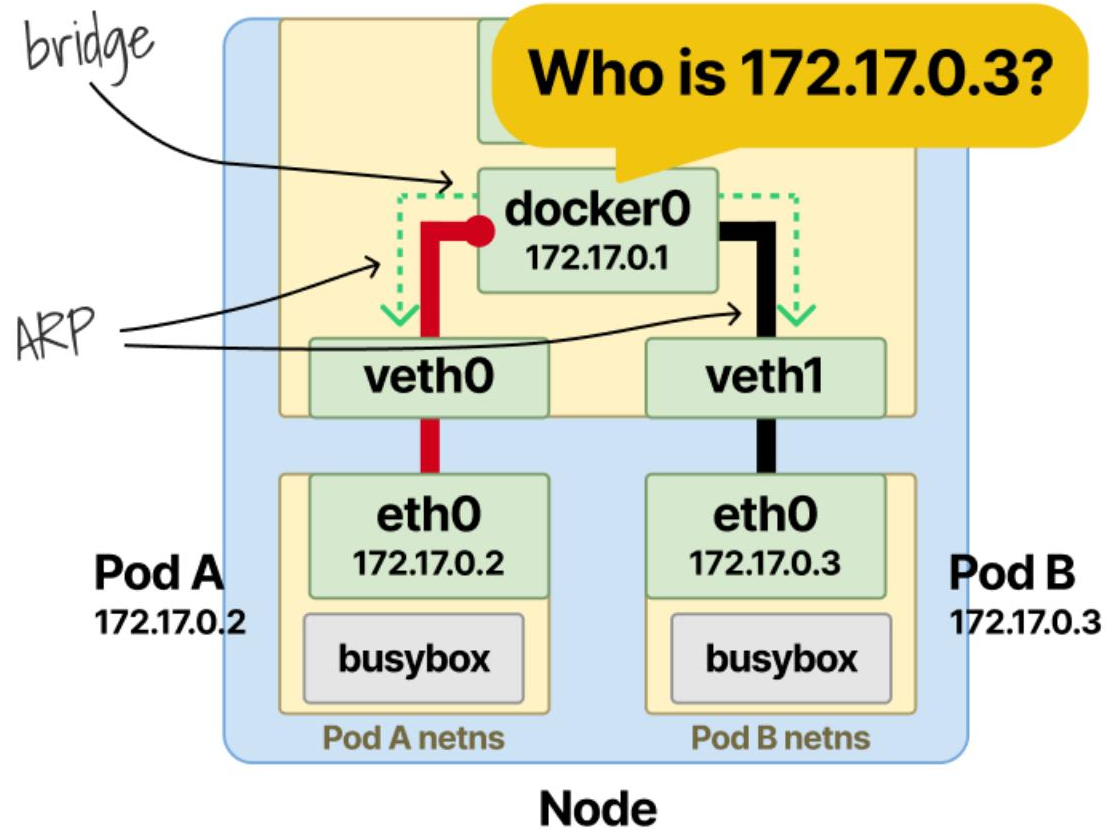 bridge
Who is 172.17.0.3?
docker0
172.17.0.1
ARP
veth0
veth1
eth0
172.17.0.2
eth0
172.17.0.3
Pod A
172.17.0.2
Pod B
172.17.0.3
busybox
busybox
Pod A netns
Pod B netns
Node